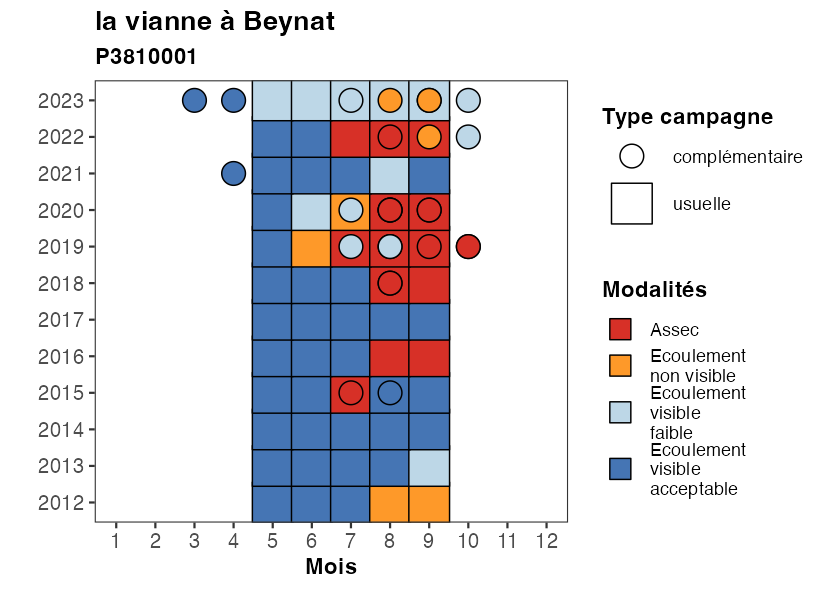 la vianne à Beynat
P3810001
2023
2022
2021
2020
2019
2018
2017
2016
2015
2014
2013
2012
1 2 3 4 5 6 7 8 9 10 11 12
Mois
Type campagne
complémentaire
usuelle
Modalités
Assec
Ecoulement
non visible
Ecoulement
visible
faible
Ecoulement
visible
acceptable